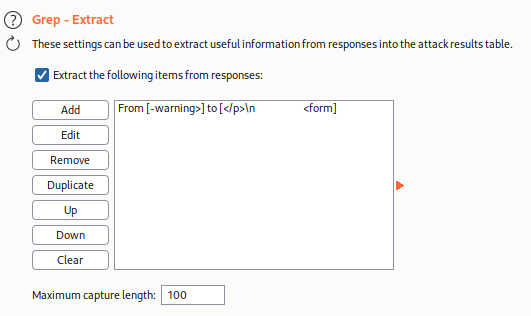 Grep - Extract
These settings can be used to extract useful information from responses into the attack results table.
Extract the following items from responses:
Add
From [-warning>] to [</p>\n                <form]
Edit
Remove
Duplicate
Up
Down
Clear
Maximum capture length: 100